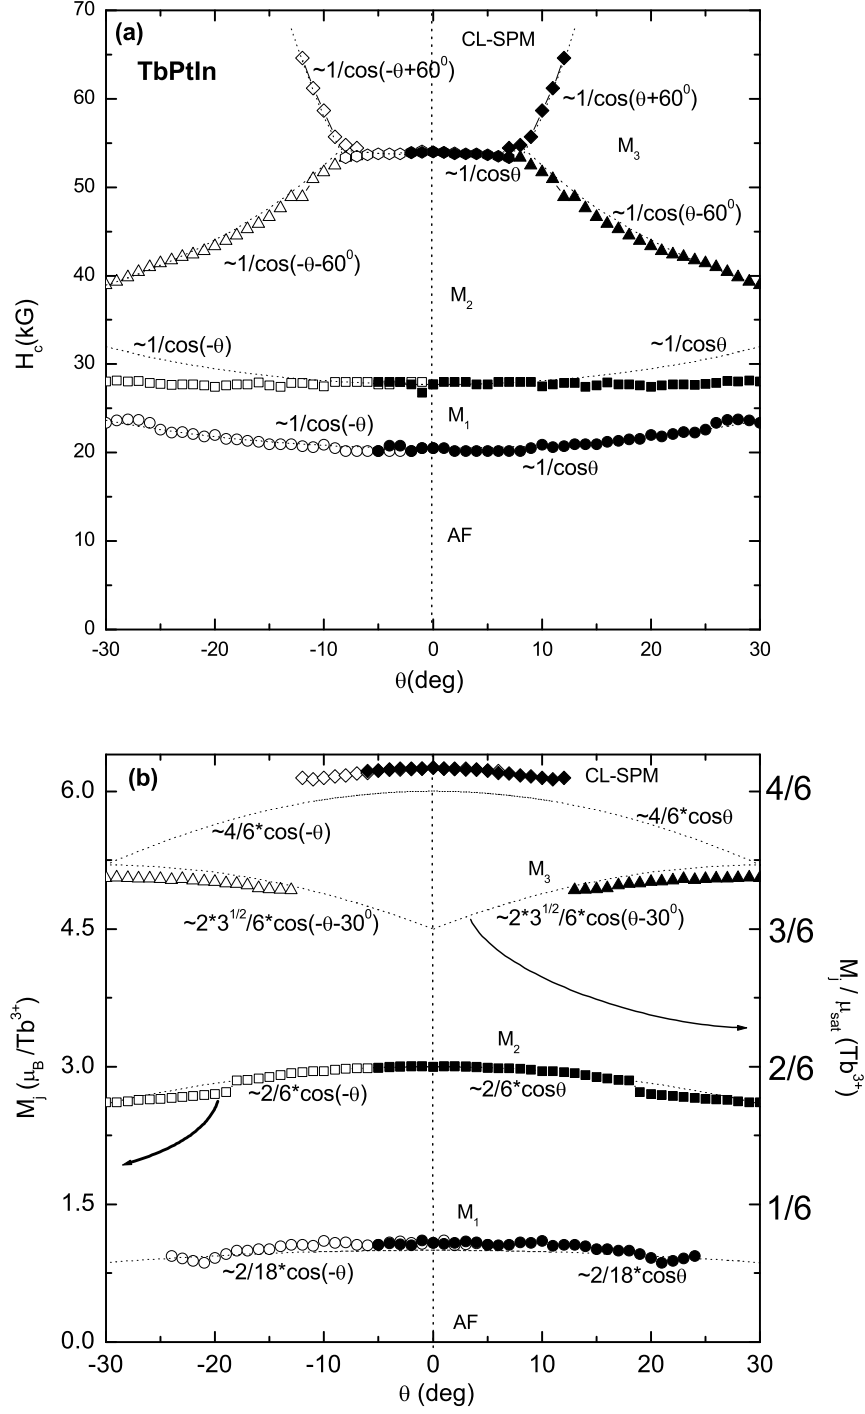 (a)
TbPtIn
CL-SPM
~1/cos(-θ+60⁰)
~1/cos(θ+60⁰)
M₃
~1/cosθ
~1/cos(θ-60⁰)
~1/cos(-θ-60⁰)
M₂
~1/cos(-θ)
~1/cosθ
M₁
~1/cos(-θ)
~1/cosθ
AF
70
60
50
40
30
20
10
0
H_c(kG)
-30 -20 -10 0 10 20 30
θ(deg)
(b)
CL-SPM
~4/6*cos(-θ)
~4/6*cosθ
M₃
~2*3^1/2/6*cos(-θ-30⁰)
~2*3^1/2/6*cos(θ-30⁰)
M₂
~2/6*cos(-θ)
~2/6*cosθ
M₁
~2/18*cos(-θ)
~2/18*cosθ
AF
6.0
4.5
3.0
1.5
0.0
M_j (μ_B/Tb³⁺)
4/6
3/6
2/6
1/6
M_j / μ_sat (Tb³⁺)
-30 -20 -10 0 10 20 30
θ (deg)